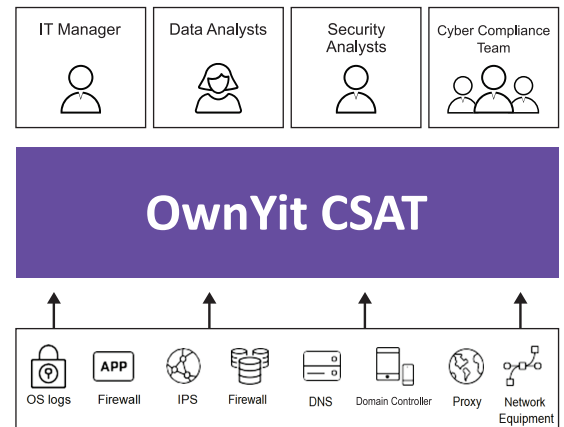 IT Manager
Data Analysts
Security
Analysts
Cyber Compliance
Team
OwnYit CSAT
APP
OS logs
Firewall
IPS
Firewall
DNS
Domain Controller
Proxy
Network
Equipment